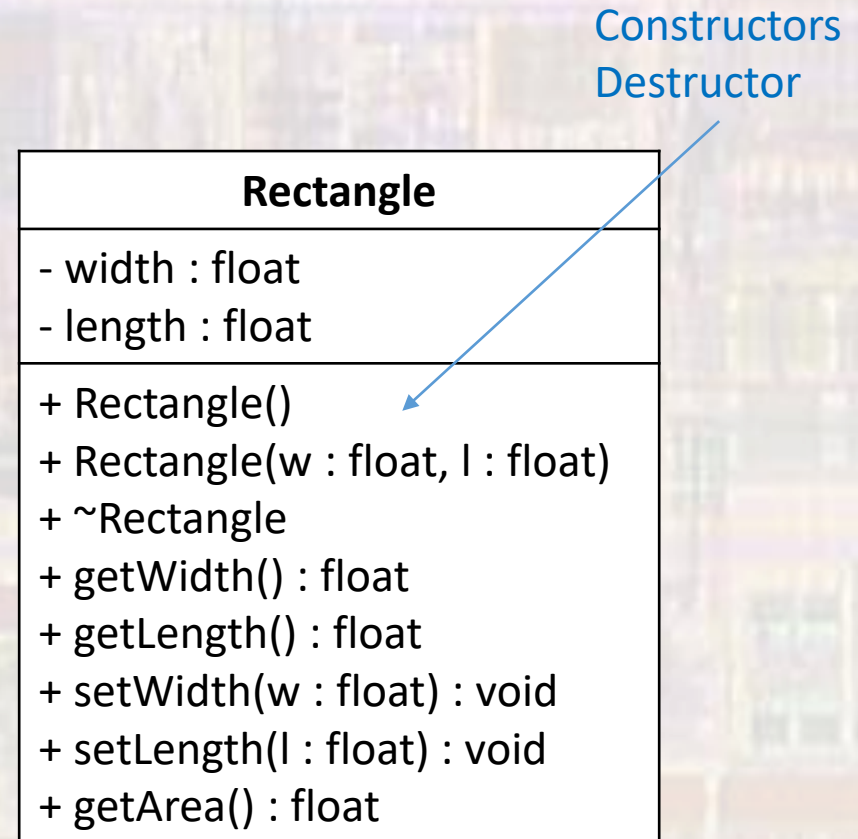 Constructors
Destructor
Rectangle
- width : float
- length : float
+ Rectangle()
+ Rectangle(w : float, l : float)
+ ~Rectangle
+ getWidth() : float
+ getLength() : float
+ setWidth(w : float) : void
+ setLength(l : float) : void
+ getArea() : float